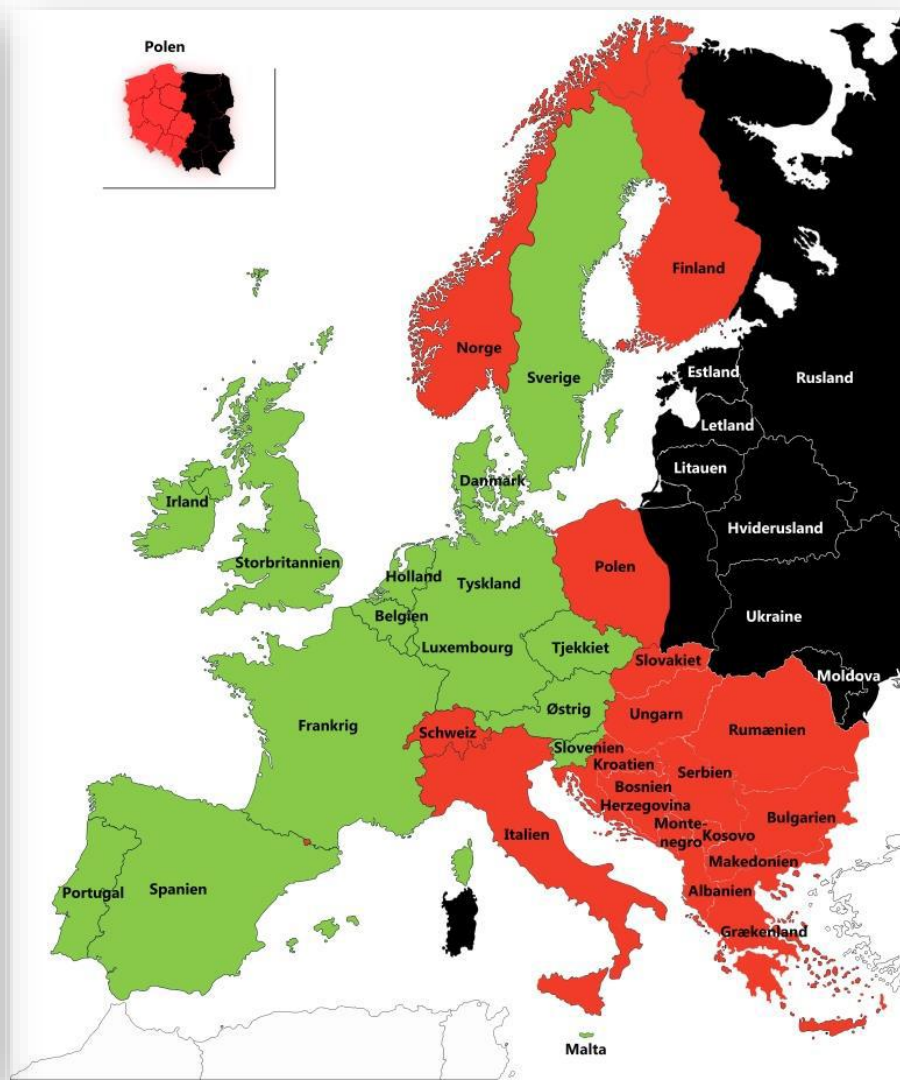 Polen
Finland
Norge
Sverige
Estland
Rusland
Letland
Litauen
Danmark
Irland
Hviderusland
Storbritannien
Holland
Tyskland
Polen
Belgien
Ukraine
Luxembourg
Tjekkiet
Slovakiet
Moldova
Østrig
Ungarn
Frankrig
Schweiz
Rumænien
Slovenien
Kroatien
Serbien
Bosnien
Herzegovina
Monte-
negro
Kosovo
Bulgarien
Italien
Makedonien
Portugal
Spanien
Albanien
Grækenland
Malta